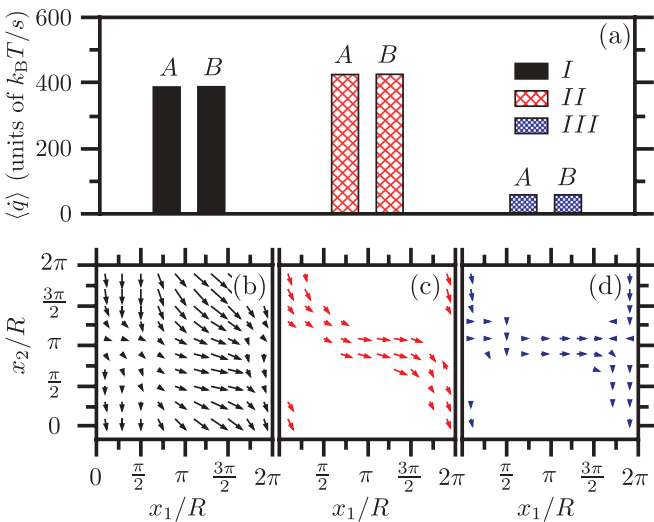 ⟨q̇⟩ (units of k_B T/s)
600
400
200
0
(a)
A B
A B
A B
I
II
III
x₂/R
2π
3π/2
π
π/2
0
(b)
(c)
(d)
0 π/2 π 3π/2 2π
π/2 π 3π/2 2π
π/2 π 3π/2 2π
x₁/R
x₁/R
x₁/R